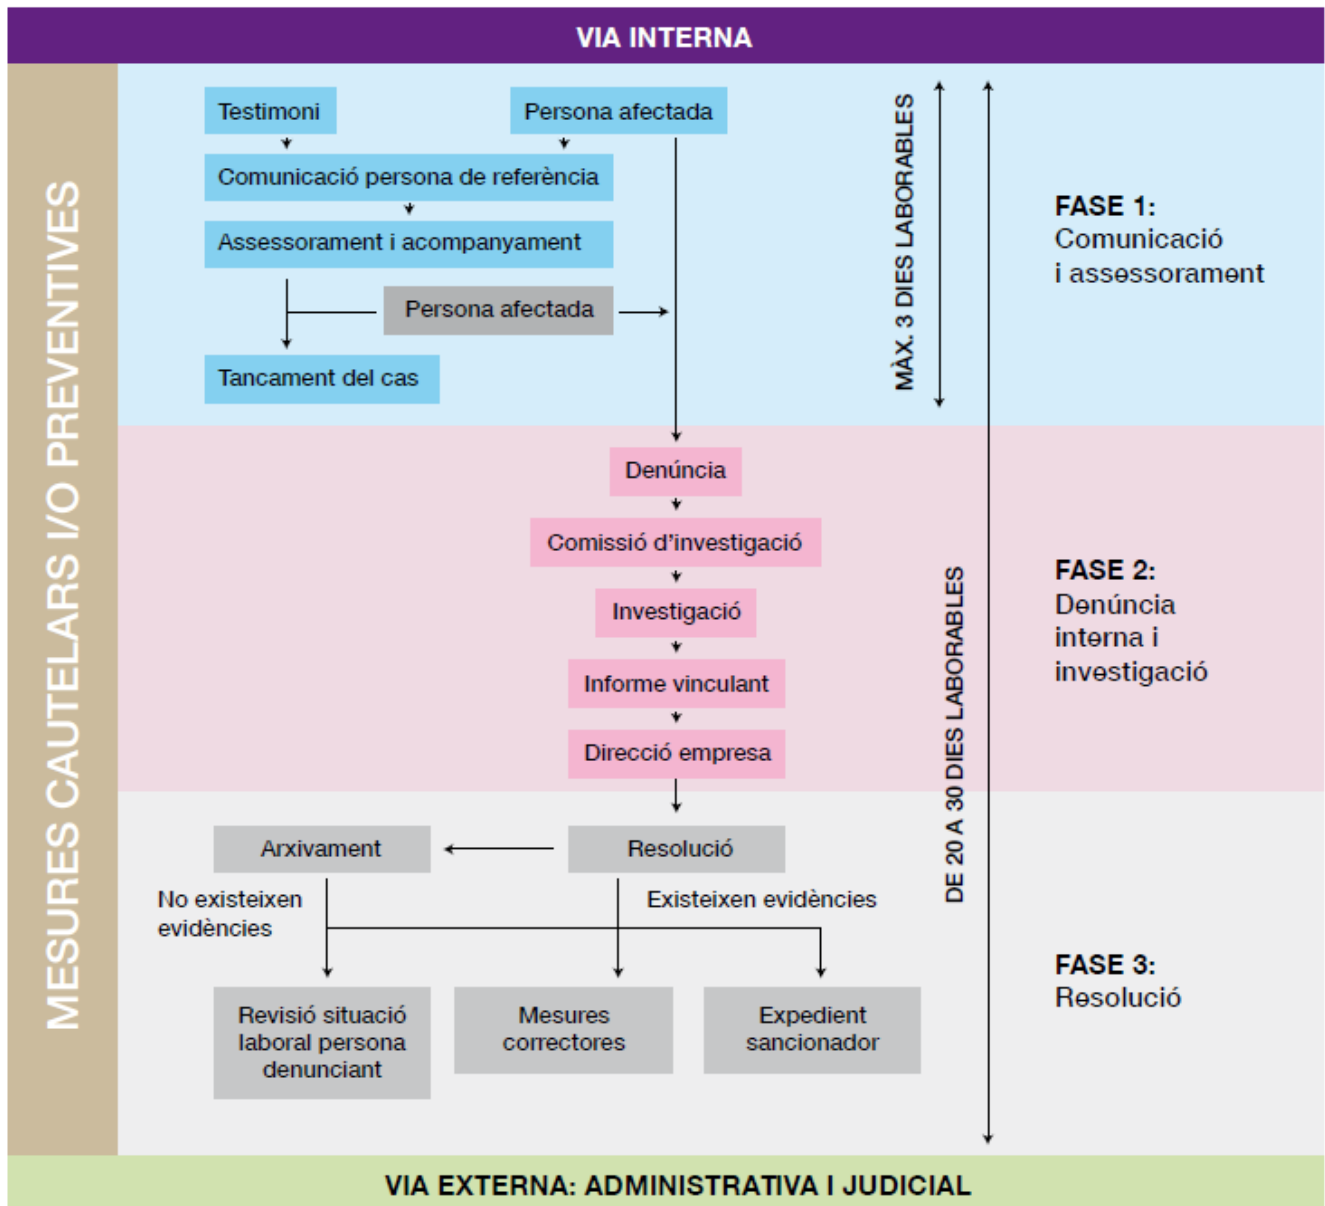 VIA INTERNA
MESURES CAUTELARS I/O PREVENTIVES
Testimoni
Persona afectada
Comunicació persona de referència
Assessorament i acompanyament
Persona afectada
Tancament del cas
MÀX. 3 DIES LABORABLES
FASE 1:
Comunicació
i assessorament
Denúncia
Comissió d'investigació
Investigació
Informe vinculant
Direcció empresa
DE 20 A 30 DIES LABORABLES
FASE 2:
Denúncia
interna i
investigació
Arxivament
Resolució
No existeixen
evidències
Existeixen evidències
Revisió situació
laboral persona
denunciant
Mesures
correctores
Expedient
sancionador
FASE 3:
Resolució
VIA EXTERNA: ADMINISTRATIVA I JUDICIAL